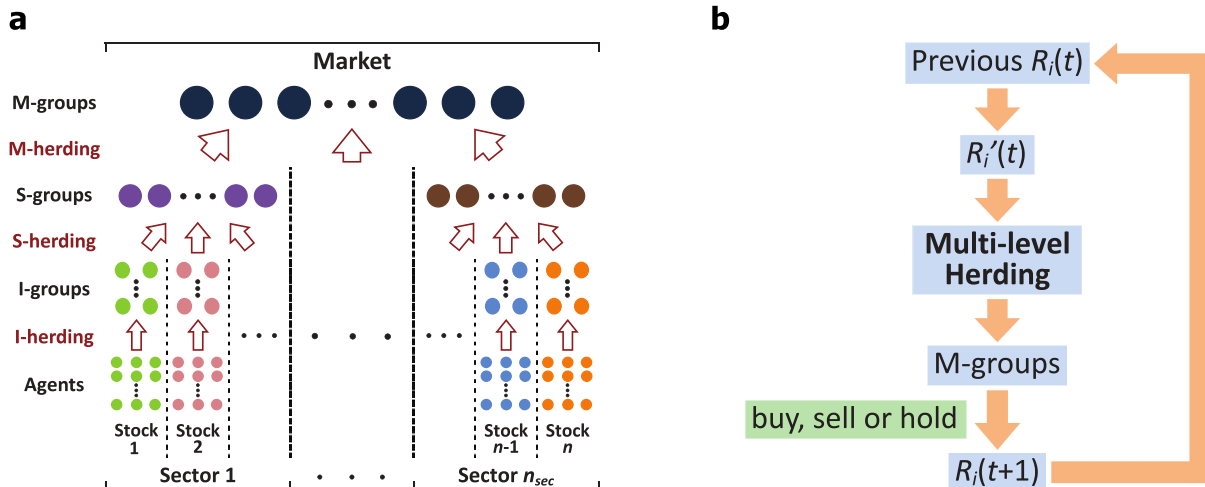 a
Market
M-groups
M-herding
S-groups
S-herding
I-groups
I-herding
Agents
Stock 1
Stock 2
Stock n-1
Stock n
Sector 1
Sector n_sec
b
Previous R_i(t)
R_i'(t)
Multi-level
Herding
M-groups
buy, sell or hold
R_i(t+1)